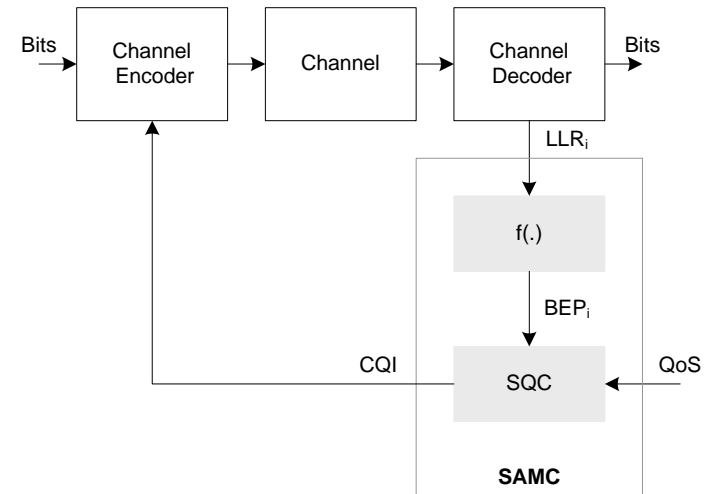 Bits
Channel
Encoder
Channel
Channel
Decoder
Bits
LLRᵢ
f(.)
BEPᵢ
CQI
SQC
QoS
SAMC